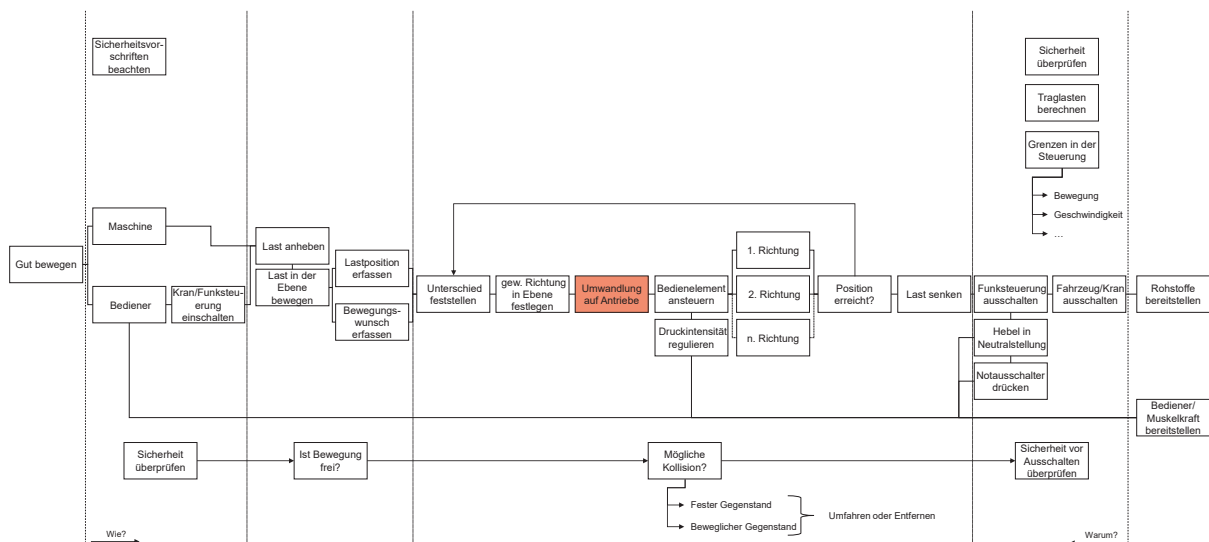 Sicherheitsvor-
schriften
beachten
Sicherheit
überprüfen
Traglasten
berechnen
Grenzen in der
Steuerung
Bewegung
Geschwindigkeit
...
Gut bewegen
Maschine
Bediener
Kran/Funksteu-
erung
einschalten
Last anheben
Last in der
Ebene
bewegen
Lastposition
erfassen
Bewegungs-
wunsch
erfassen
Unterschied
feststellen
gew. Richtung
in Ebene
festlegen
Umwandlung
auf Antriebe
Bedienelement
ansteuern
Druckintensität
regulieren
1. Richtung
2. Richtung
n. Richtung
Position
erreicht?
Last senken
Funksteuerung
ausschalten
Hebel in
Neutralstellung
Notausschalter
drücken
Fahrzeug/Kran
ausschalten
Rohstoffe
bereitstellen
Bediener/
Muskelkraft
bereitstellen
Sicherheit
überprüfen
Ist Bewegung
frei?
Mögliche
Kollision?
Fester Gegenstand
Beweglicher Gegenstand
Umfahren oder Entfernen
Sicherheit vor
Ausschalten
überprüfen
Wie?
Warum?